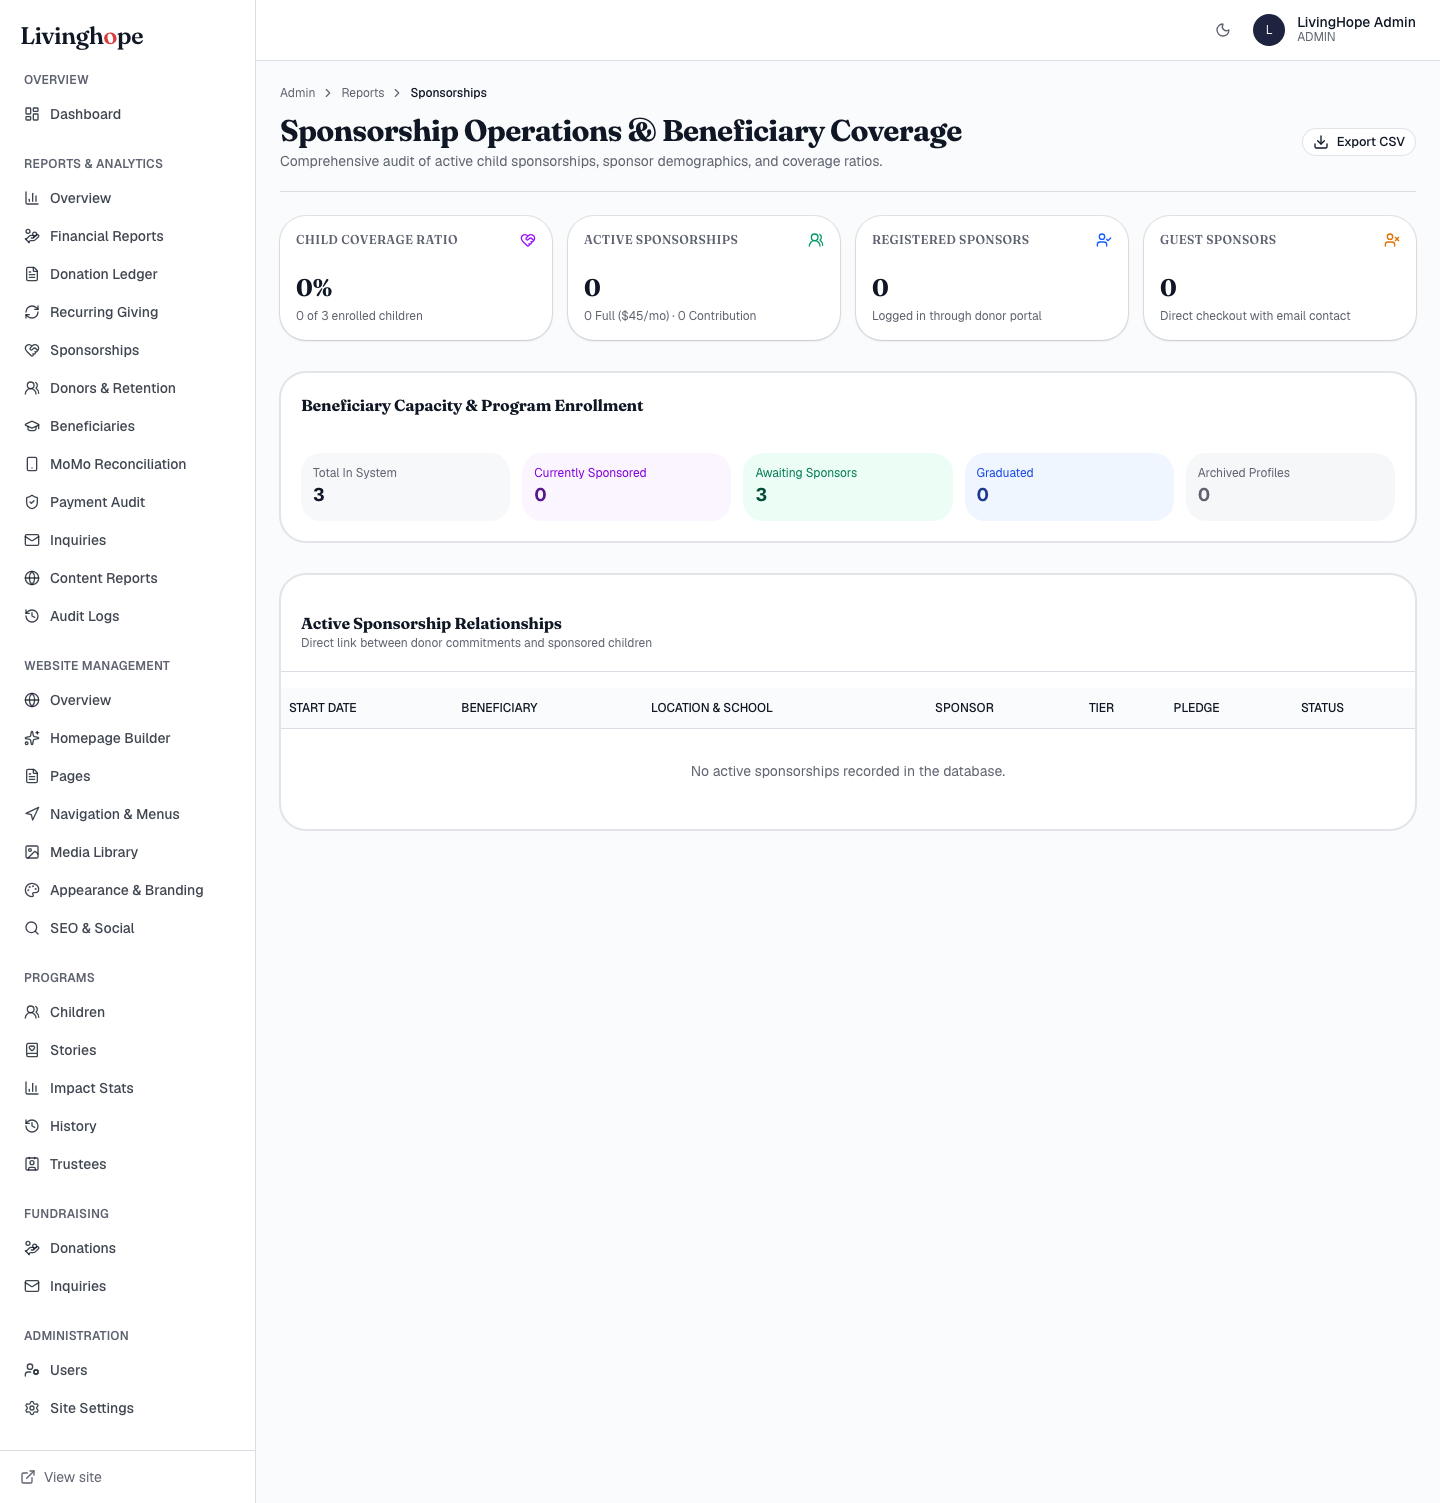 Livinghope
OVERVIEW
Dashboard
REPORTS & ANALYTICS
Overview
Financial Reports
Donation Ledger
Recurring Giving
Sponsorships
Donors & Retention
Beneficiaries
MoMo Reconciliation
Payment Audit
Inquiries
Content Reports
Audit Logs
WEBSITE MANAGEMENT
Overview
Homepage Builder
Pages
Navigation & Menus
Media Library
Appearance & Branding
SEO & Social
PROGRAMS
Children
Stories
Impact Stats
History
Trustees
FUNDRAISING
Donations
Inquiries
ADMINISTRATION
Users
Site Settings
View site
L
LivingHope Admin
ADMIN
Admin > Reports > Sponsorships
Sponsorship Operations & Beneficiary Coverage
Comprehensive audit of active child sponsorships, sponsor demographics, and coverage ratios.
Export CSV
CHILD COVERAGE RATIO
0%
0 of 3 enrolled children
ACTIVE SPONSORSHIPS
0
0 Full ($45/mo) · 0 Contribution
REGISTERED SPONSORS
0
Logged in through donor portal
GUEST SPONSORS
0
Direct checkout with email contact
Beneficiary Capacity & Program Enrollment
Total In System
3
Currently Sponsored
0
Awaiting Sponsors
3
Graduated
0
Archived Profiles
0
Active Sponsorship Relationships
Direct link between donor commitments and sponsored children
START DATE BENEFICIARY LOCATION & SCHOOL SPONSOR TIER PLEDGE STATUS
No active sponsorships recorded in the database.